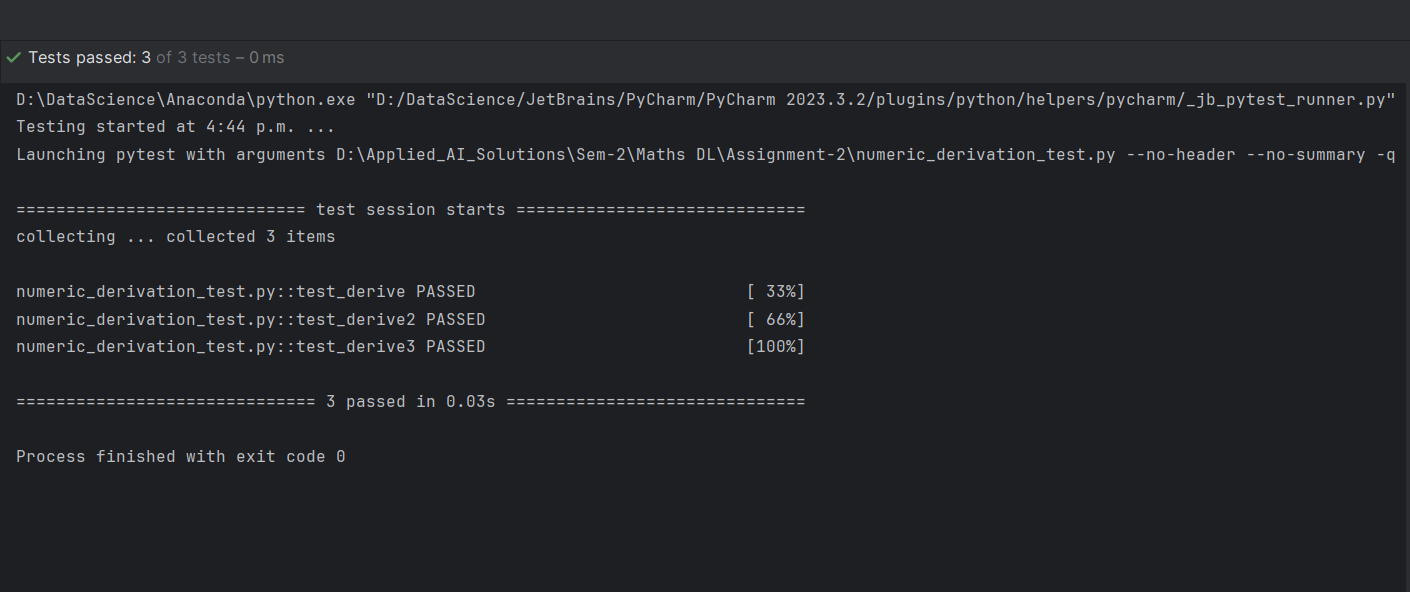 Tests passed: 3 of 3 tests – 0 ms
D:\DataScience\Anaconda\python.exe "D:/DataScience/JetBrains/PyCharm/PyCharm 2023.3.2/plugins/python/helpers/pycharm/_jb_pytest_runner.py"
Testing started at 4:44 p.m. ...
Launching pytest with arguments D:\Applied_AI_Solutions\Sem-2\Maths DL\Assignment-2\numeric_derivation_test.py --no-header --no-summary -q
============================= test session starts =============================
collecting ... collected 3 items
numeric_derivation_test.py::test_derive PASSED                           [ 33%]
numeric_derivation_test.py::test_derive2 PASSED                          [ 66%]
numeric_derivation_test.py::test_derive3 PASSED                          [100%]
============================== 3 passed in 0.03s ==============================
Process finished with exit code 0